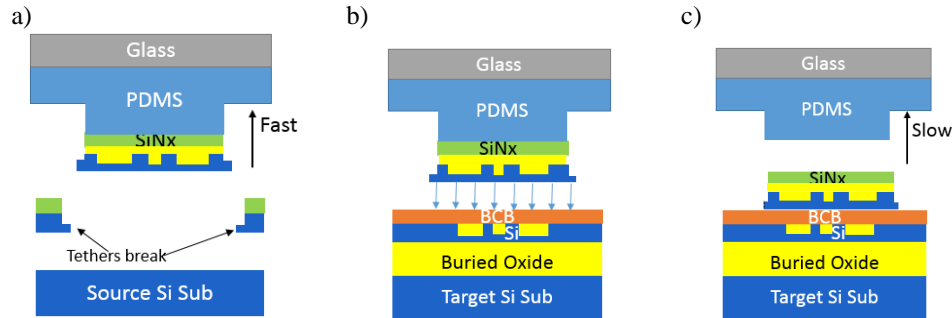 a)
Glass
PDMS
Fast
SiNx
Tethers break
Source Si Sub
b)
Glass
PDMS
SiNx
BCB
Si
Buried Oxide
Target Si Sub
c)
Glass
PDMS
Slow
SiNx
BCB
Si
Buried Oxide
Target Si Sub